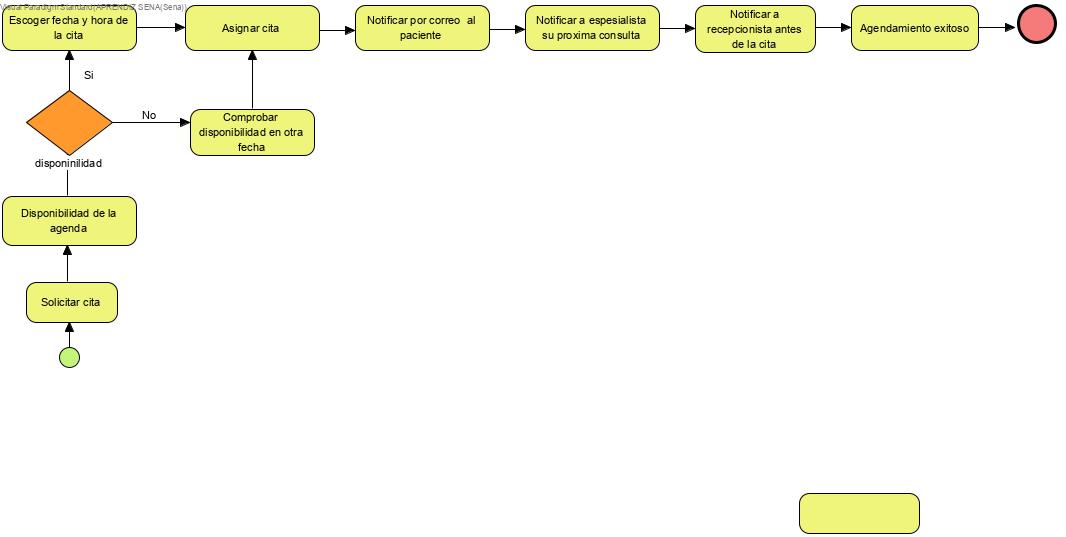 Visual Paradigm Standard(APRENDIZ SENA(Sena))
Escoger fecha y hora de
la cita
Asignar cita
Notificar por correo al
paciente
Notificar a espesialista
su proxima consulta
Notificar a
recepcionista antes
de la cita
Agendamiento exitoso
Si
No
Comprobar
disponibilidad en otra
fecha
disponinilidad
Disponibilidad de la
agenda
Solicitar cita